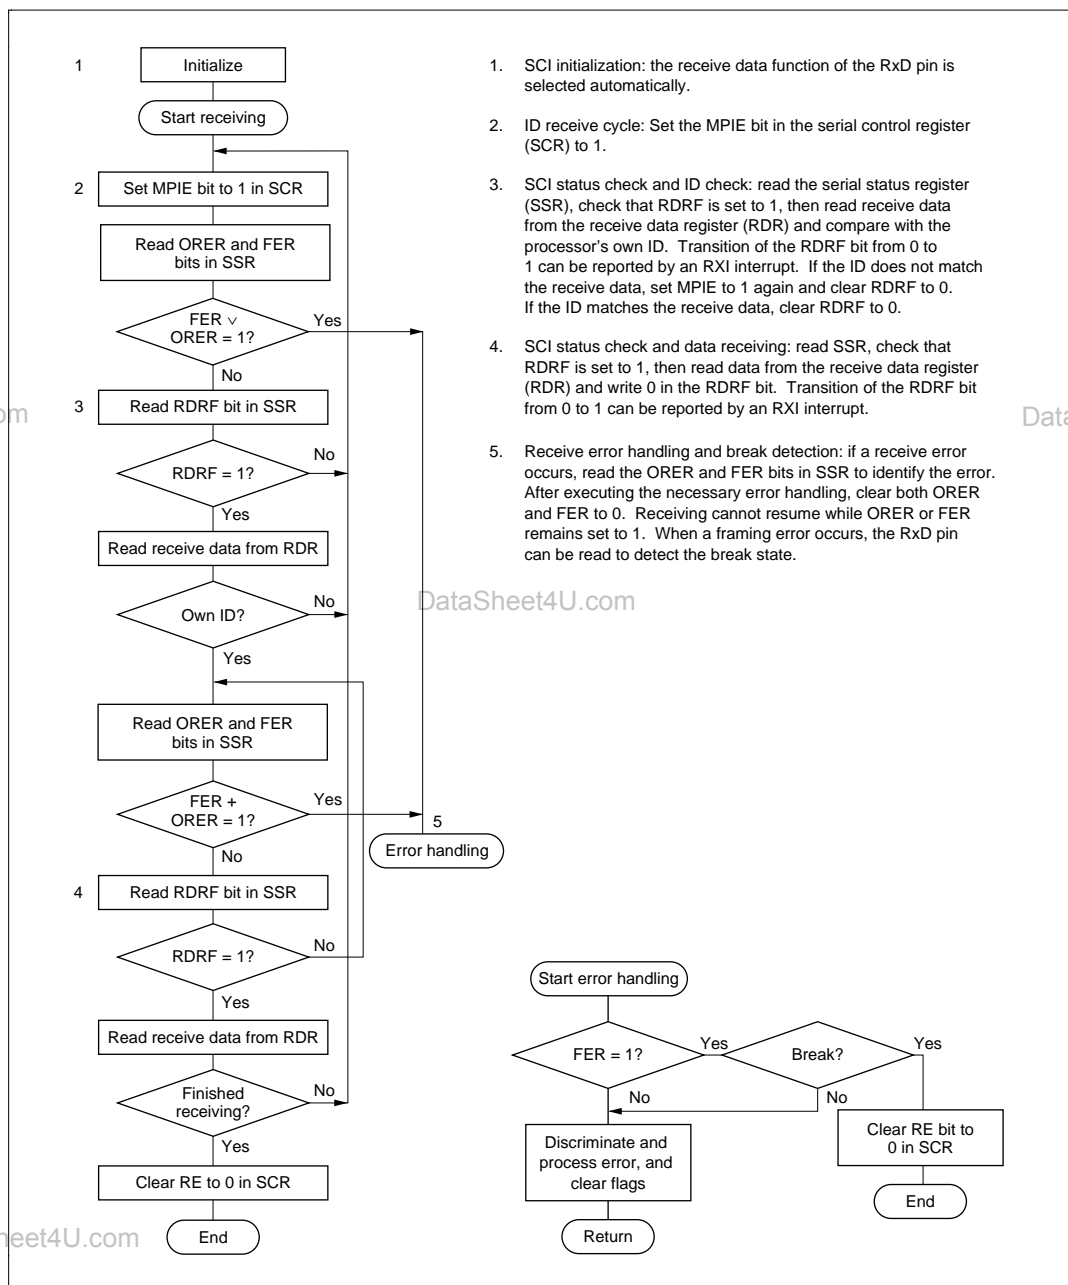 1
Initialize
Start receiving
2
Set MPIE bit to 1 in SCR
Read ORER and FER
bits in SSR
FER ∨
ORER = 1?
Yes
No
3
Read RDRF bit in SSR
RDRF = 1?
No
Yes
Read receive data from RDR
Own ID?
No
Yes
Read ORER and FER
bits in SSR
FER +
ORER = 1?
Yes
No
5
Error handling
4
Read RDRF bit in SSR
RDRF = 1?
No
Yes
Read receive data from RDR
Finished
receiving?
No
Yes
Clear RE to 0 in SCR
End
1. SCI initialization: the receive data function of the RxD pin is
selected automatically.
2. ID receive cycle: Set the MPIE bit in the serial control register
(SCR) to 1.
3. SCI status check and ID check: read the serial status register
(SSR), check that RDRF is set to 1, then read receive data
from the receive data register (RDR) and compare with the
processor's own ID. Transition of the RDRF bit from 0 to
1 can be reported by an RXI interrupt. If the ID does not match
the receive data, set MPIE to 1 again and clear RDRF to 0.
If the ID matches the receive data, clear RDRF to 0.
4. SCI status check and data receiving: read SSR, check that
RDRF is set to 1, then read data from the receive data register
(RDR) and write 0 in the RDRF bit. Transition of the RDRF bit
from 0 to 1 can be reported by an RXI interrupt.
5. Receive error handling and break detection: if a receive error
occurs, read the ORER and FER bits in SSR to identify the error.
After executing the necessary error handling, clear both ORER
and FER to 0. Receiving cannot resume while ORER or FER
remains set to 1. When a framing error occurs, the RxD pin
can be read to detect the break state.
Start error handling
FER = 1?
Yes
No
Break?
Yes
No
Discriminate and
process error, and
clear flags
Return
Clear RE bit to
0 in SCR
End
om
Data
DataSheet4U.com
heet4U.com